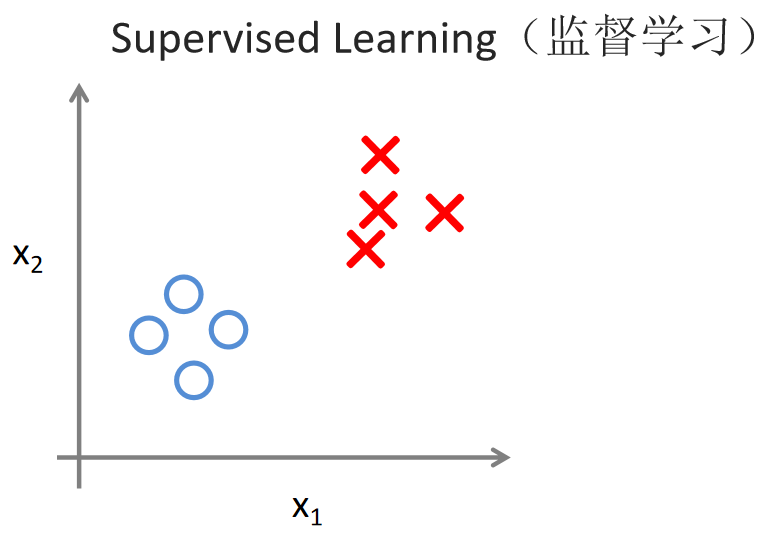 Supervised Learning（监督学习）
x₂
x₁